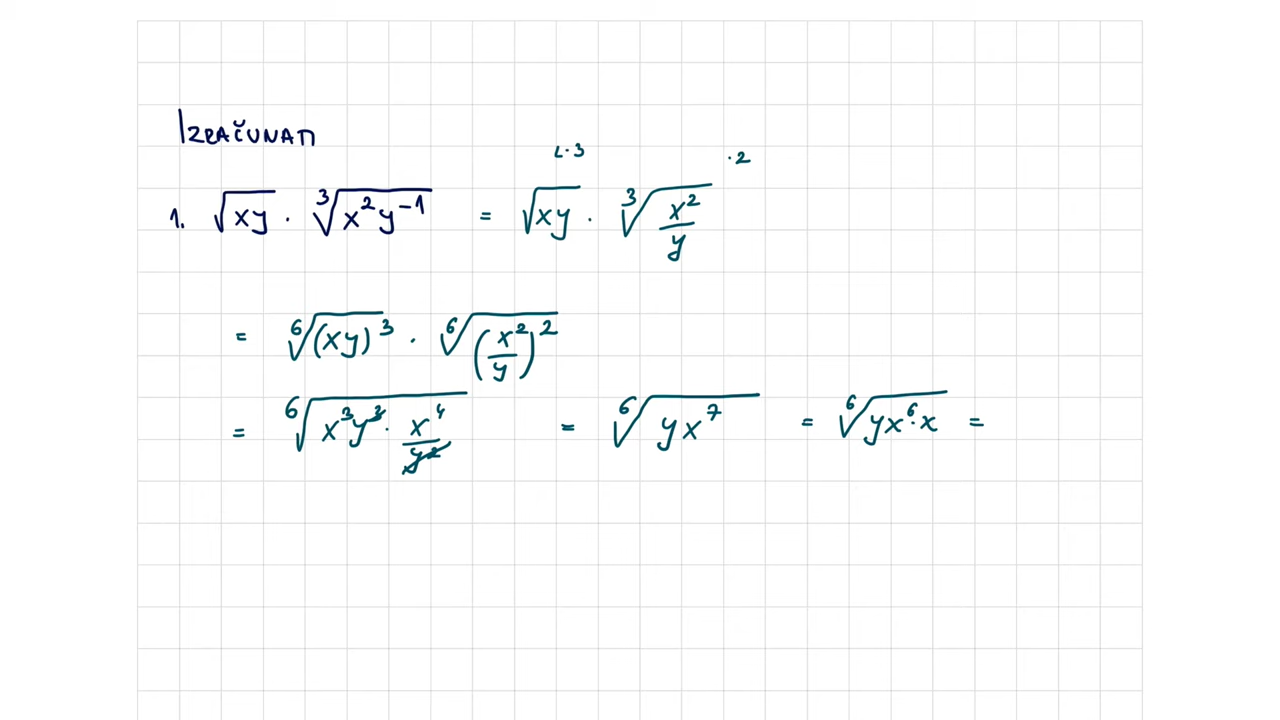 IZRAČUNATI
L·3 ·2
1. √xy · ∛x²y⁻¹ = √xy · ∛x²/y
= ⁶√(xy)³ · ⁶√(x²/y)²
= ⁶√x³y³ · x⁴/y² = ⁶√yx⁷ = ⁶√yx⁶·x =